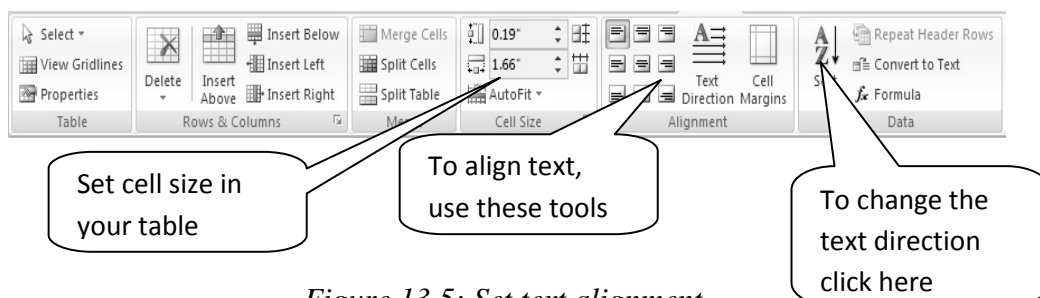 Select
View Gridlines
Properties
Table
Delete
Insert Above
Insert Below
Insert Left
Insert Right
Rows & Columns
Merge Cells
Split Cells
Split Table
0.19"
1.66"
AutoFit
Cell Size
Text Direction
Cell Margins
Alignment
A
Z
Repeat Header Rows
Convert to Text
fx Formula
Data
Set cell size in
your table
To align text,
use these tools
To change the
text direction
click here
Figure 13.5: Set text alignment